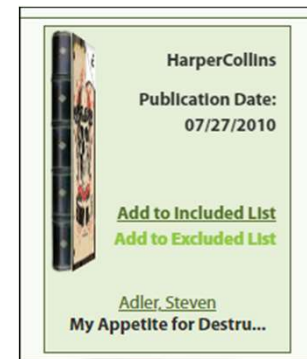 HarperCollins
Publication Date:
07/27/2010
Add to Included List
Add to Excluded List
Adler, Steven
My Appetite for Destru...